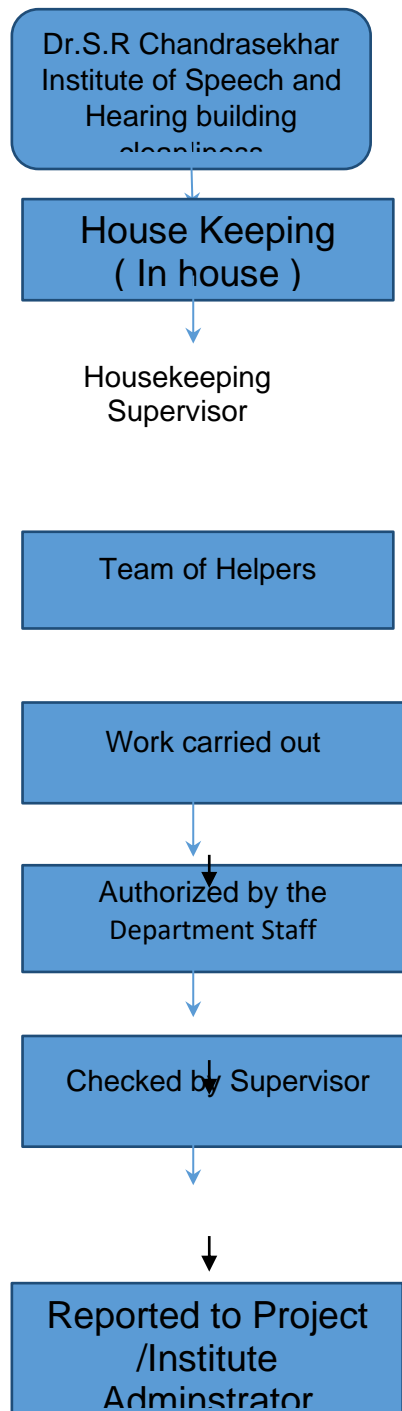 Dr.S.R Chandrasekhar
Institute of Speech and
Hearing building
cleanliness
House Keeping
( In house )
Housekeeping
Supervisor
Team of Helpers
Work carried out
Authorized by the
Department Staff
Checked by Supervisor
Reported to Project
/Institute
Adminstrator